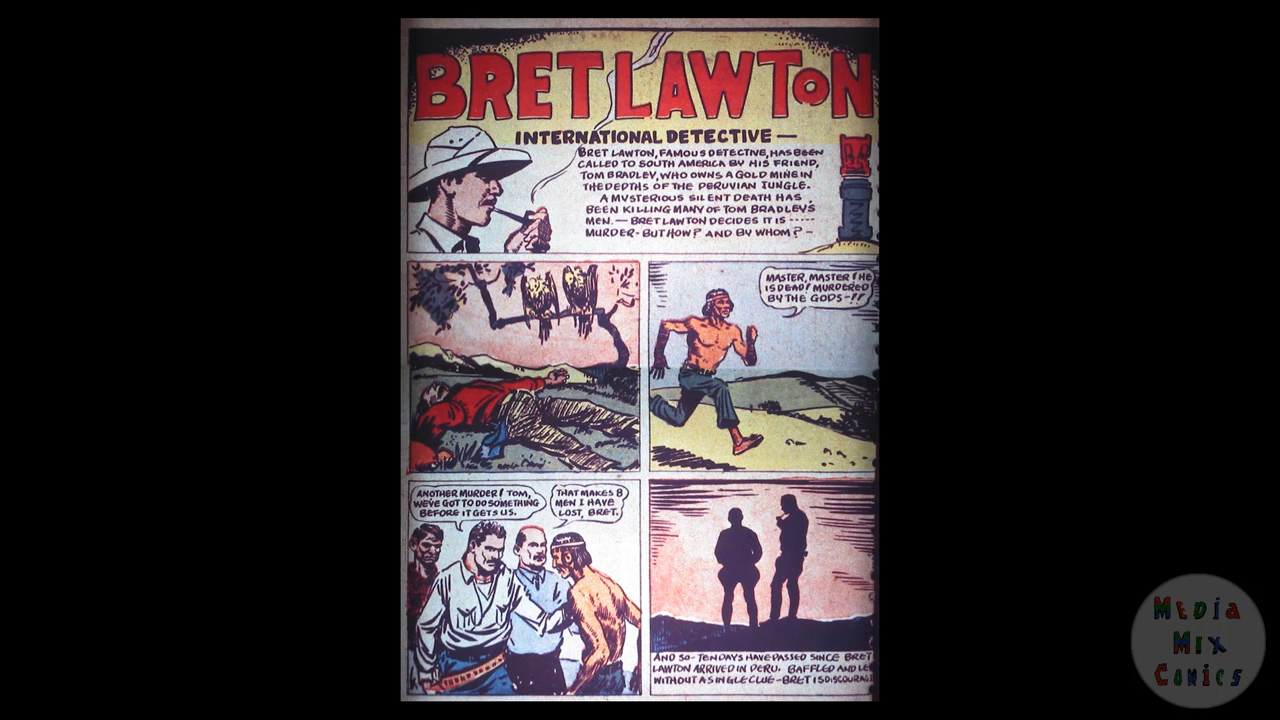 BRET LAWTON
INTERNATIONAL DETECTIVE —
BRET LAWTON, FAMOUS DETECTIVE, HAS BEEN
CALLED TO SOUTH AMERICA BY HIS FRIEND,
TOM BRADLEY, WHO OWNS A GOLD MINE IN
THE DEPTHS OF THE PERUVIAN JUNGLE.
A MYSTERIOUS SILENT DEATH HAS
BEEN KILLING MANY OF TOM BRADLEY'S
MEN. — BRET LAWTON DECIDES IT IS -----
MURDER - BUT HOW? AND BY WHOM? -
MASTER, MASTER! HE
IS DEAD! MURDERED
BY THE GODS -!!
ANOTHER MURDER! TOM,
WE'VE GOT TO DO SOMETHING
BEFORE IT GETS US.
THAT MAKES 8
MEN I HAVE
LOST, BRET.
AND SO - TEN DAYS HAVE PASSED SINCE BRET
LAWTON ARRIVED IN PERU. BAFFLED AND LE
WITHOUT A SINGLE CLUE - BRET IS DISCOURAG
MEDiA
MiX
COMiCS